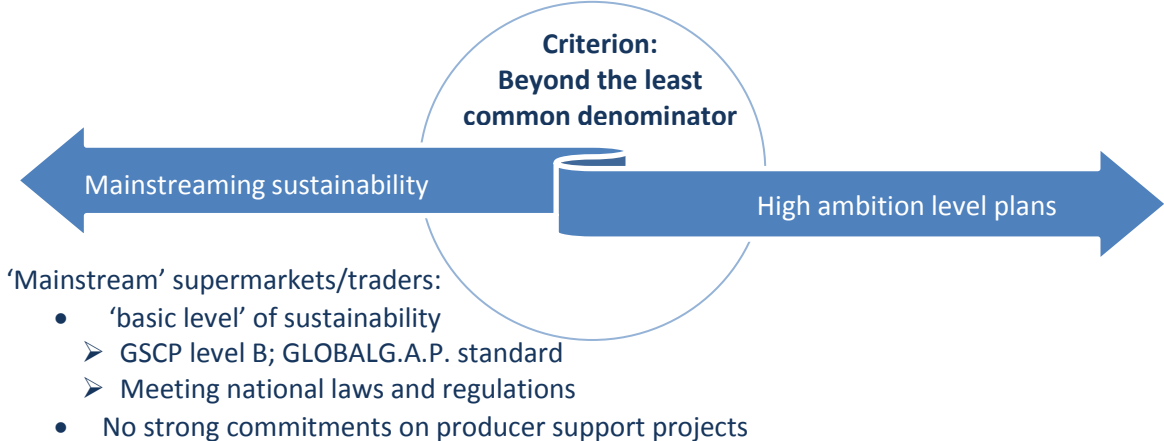 Criterion:
Beyond the least
common denominator
Mainstreaming sustainability
High ambition level plans
‘Mainstream’ supermarkets/traders:
• ‘basic level’ of sustainability
➢ GSCP level B; GLOBALG.A.P. standard
➢ Meeting national laws and regulations
• No strong commitments on producer support projects